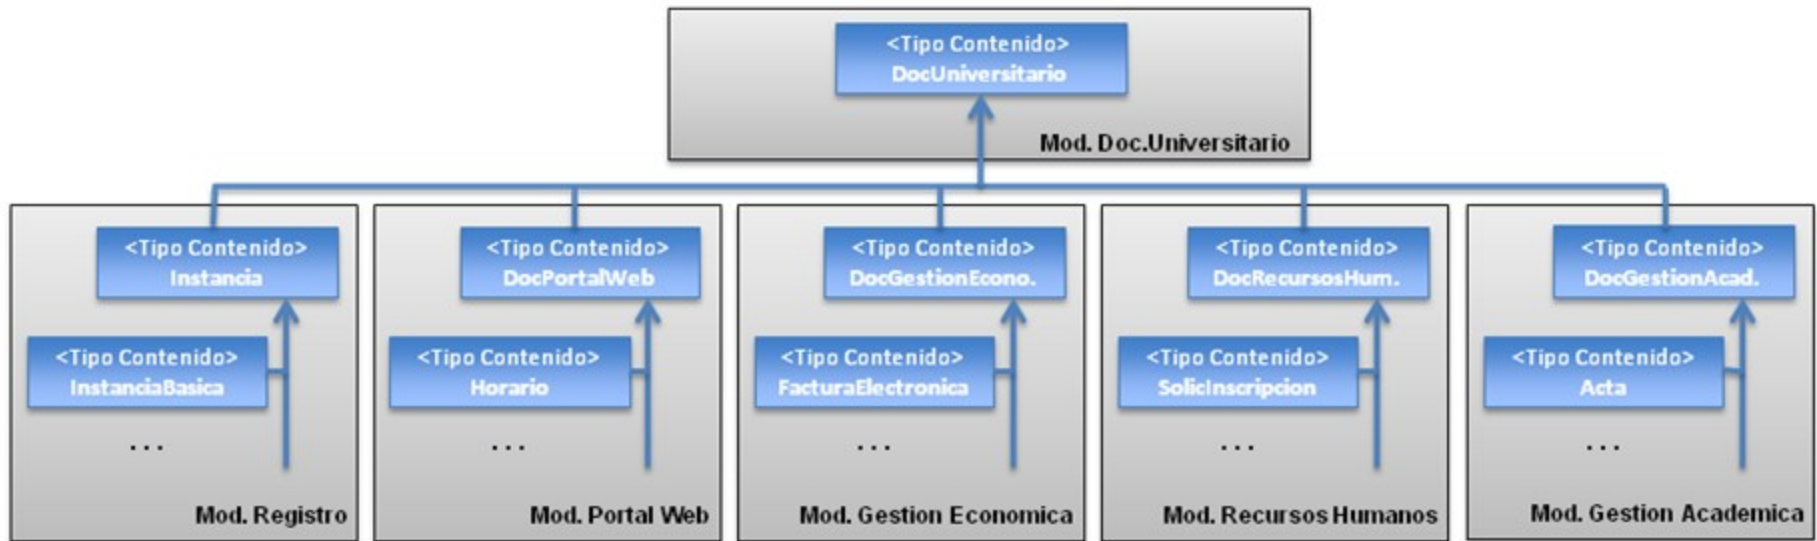 <Tipo Contenido>
DocUniversitario
Mod. Doc.Universitario
<Tipo Contenido>
Instancia
<Tipo Contenido>
InstanciaBasica
. . .
Mod. Registro
<Tipo Contenido>
DocPortalWeb
<Tipo Contenido>
Horario
. . .
Mod. Portal Web
<Tipo Contenido>
DocGestionEcono.
<Tipo Contenido>
FacturaElectronica
. . .
Mod. Gestion Economica
<Tipo Contenido>
DocRecursosHum.
<Tipo Contenido>
SolicInscripcion
. . .
Mod. Recursos Humanos
<Tipo Contenido>
DocGestionAcad.
<Tipo Contenido>
Acta
. . .
Mod. Gestion Academica